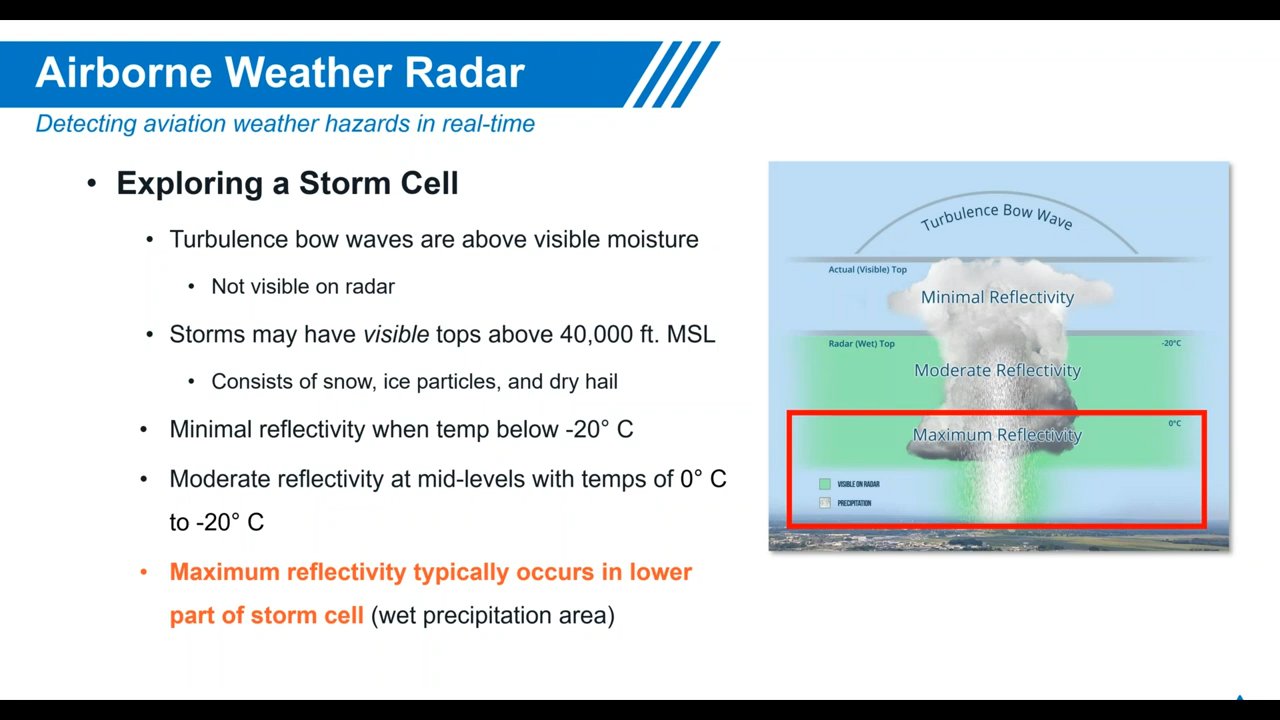 Airborne Weather Radar
Detecting aviation weather hazards in real-time
• Exploring a Storm Cell
• Turbulence bow waves are above visible moisture
• Not visible on radar
• Storms may have visible tops above 40,000 ft. MSL
• Consists of snow, ice particles, and dry hail
• Minimal reflectivity when temp below -20° C
• Moderate reflectivity at mid-levels with temps of 0° C
to -20° C
• Maximum reflectivity typically occurs in lower
part of storm cell (wet precipitation area)
Turbulence Bow Wave
Actual (Visible) Top
Minimal Reflectivity
Radar (Wet) Top
-20°C
Moderate Reflectivity
0°C
Maximum Reflectivity
VISIBLE ON RADAR
PRECIPITATION